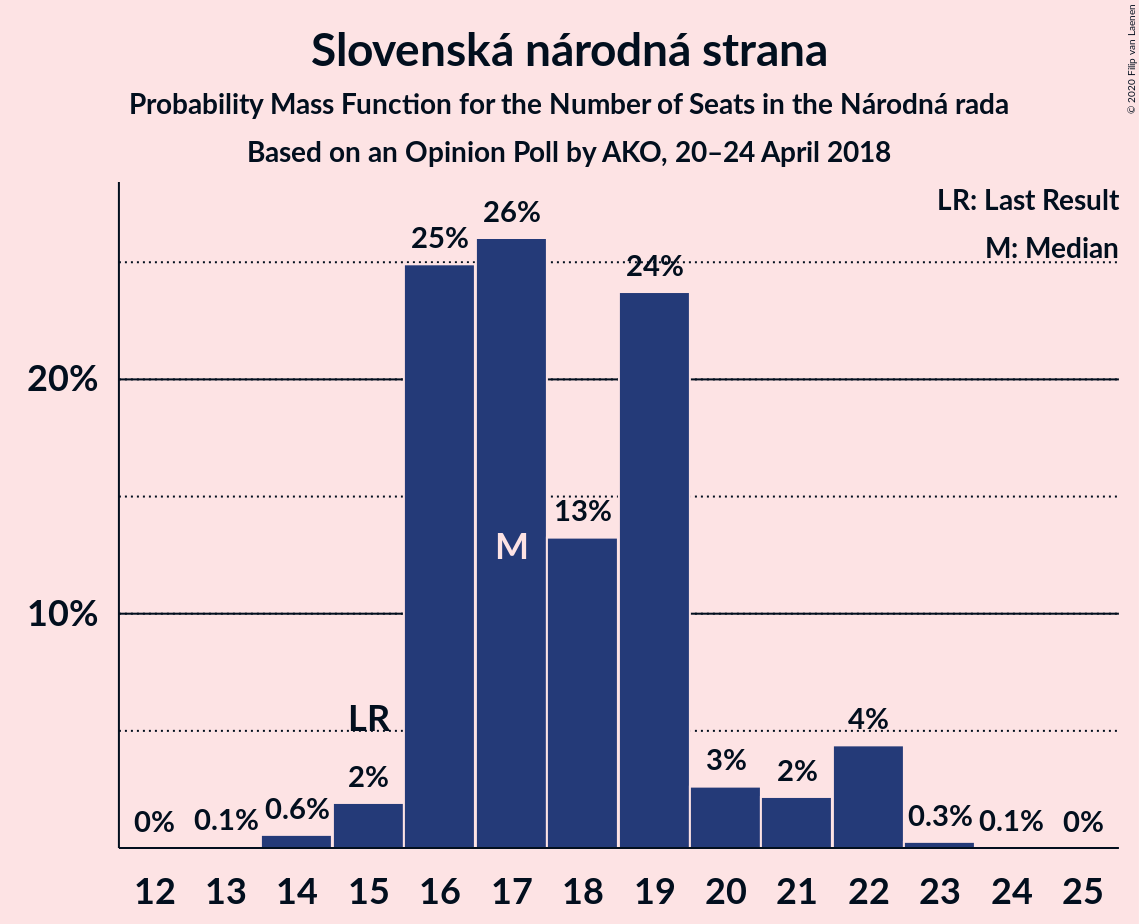 Slovenská národná strana
Probability Mass Function for the Number of Seats in the Národná rada
Based on an Opinion Poll by AKO, 20–24 April 2018
© 2020 Filip van Laenen
LR: Last Result
M: Median
20%
10%
0%
0.1%
0.6%
2%
LR
25%
26%
M
13%
24%
3%
2%
4%
0.3%
0.1%
0%
12 13 14 15 16 17 18 19 20 21 22 23 24 25